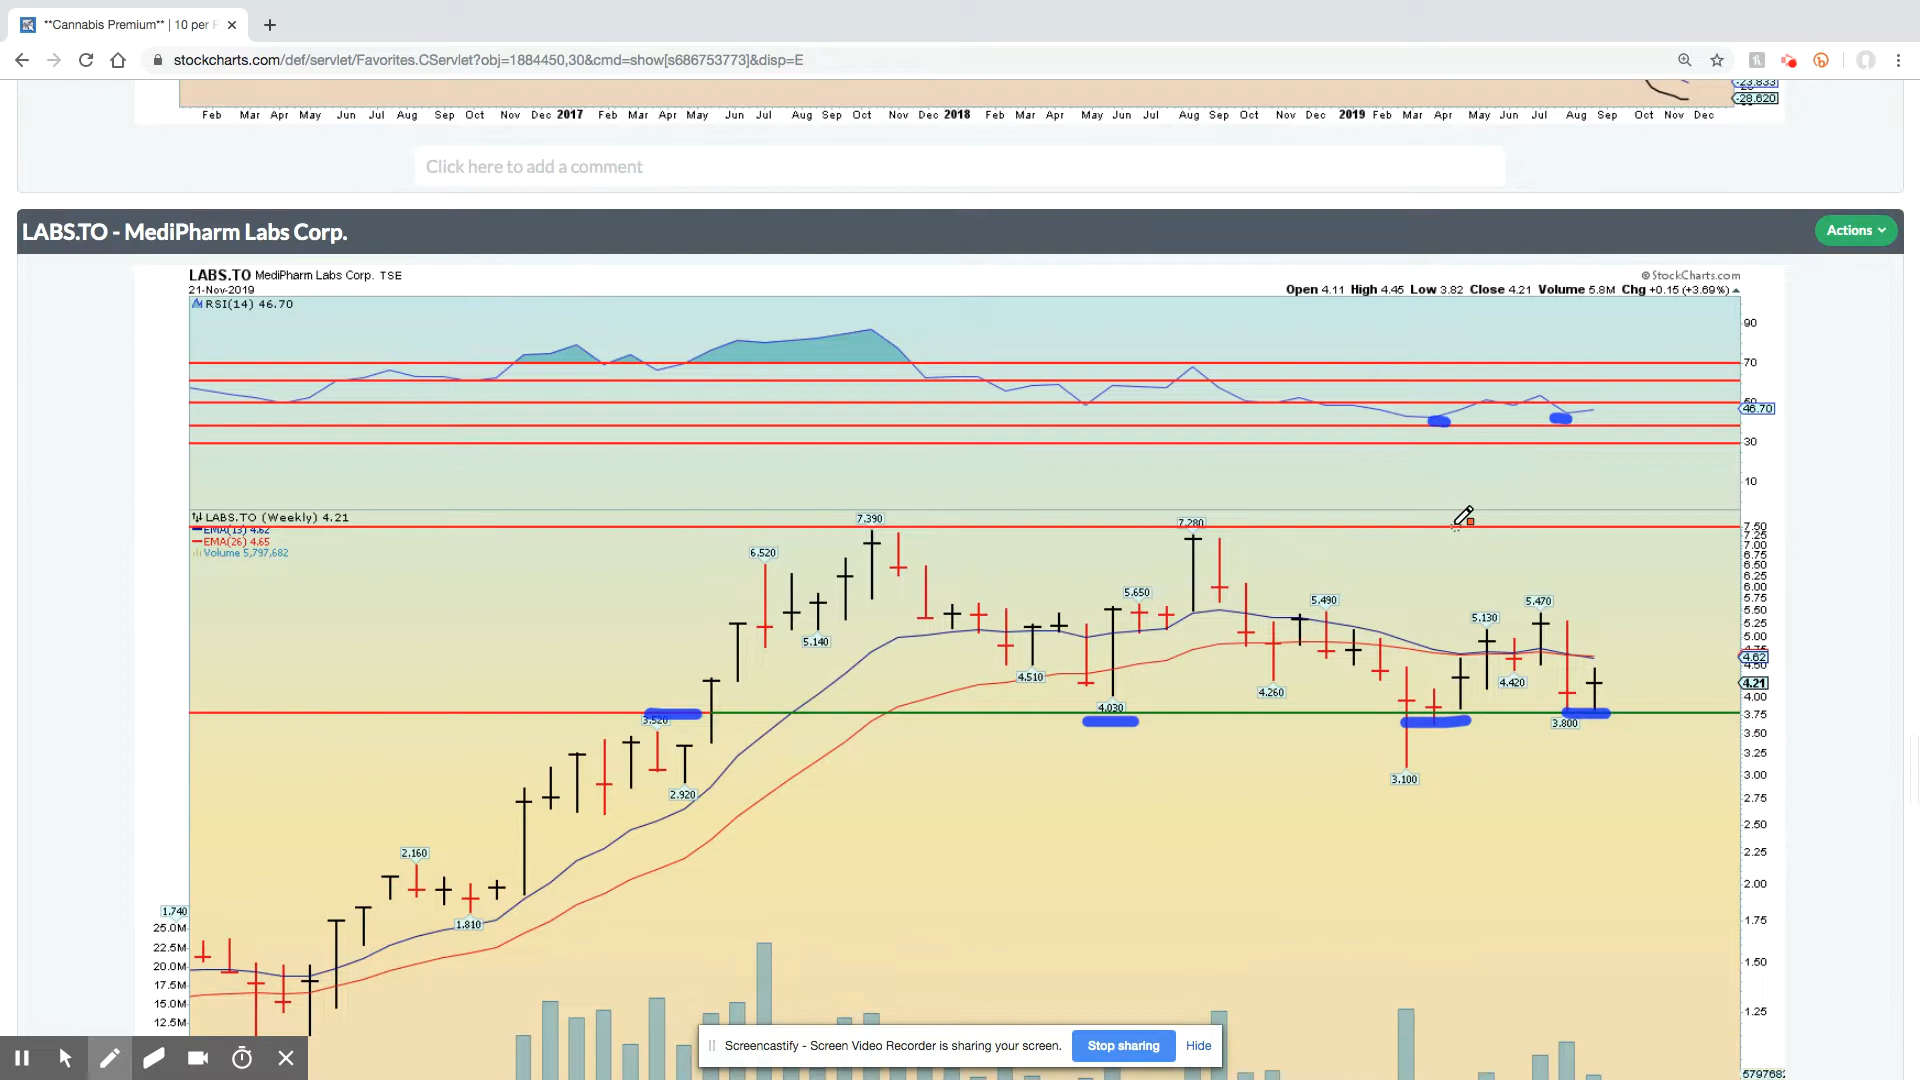 **Cannabis Premium** | 10 per F
stockcharts.com/def/servlet/Favorites.CServlet?obj=1884450,30&cmd=show[s686753773]&disp=E
-23.833
-28.620
Feb Mar Apr May Jun Jul Aug Sep Oct Nov Dec 2017 Feb Mar Apr May Jun Jul Aug Sep Oct Nov Dec 2018 Feb Mar Apr May Jun Jul Aug Sep Oct Nov Dec 2019 Feb Mar Apr May Jun Jul Aug Sep Oct Nov Dec
Click here to add a comment
LABS.TO - MediPharm Labs Corp.
Actions
LABS.TO MediPharm Labs Corp. TSE
© StockCharts.com
21-Nov-2019
Open 4.11 High 4.45 Low 3.82 Close 4.21 Volume 5.8M Chg +0.15 (+3.69%)
RSI(14) 46.70
90
70
50
46.70
30
10
LABS.TO (Weekly) 4.21
EMA(13) 4.62
EMA(26) 4.65
Volume 5,797,682
7.390
7.280
6.520
5.650
5.490
5.470
5.130
5.140
4.510
4.260
4.420
4.030
3.520
3.800
3.100
2.920
2.160
1.810
1.740
7.50
7.25
7.00
6.75
6.50
6.25
6.00
5.75
5.50
5.25
5.00
4.75
4.62
4.50
4.21
4.00
3.75
3.50
3.25
3.00
2.75
2.50
2.25
2.00
1.75
1.50
1.25
25.0M
22.5M
20.0M
17.5M
15.0M
12.5M
5797682
Screencastify - Screen Video Recorder is sharing your screen.
Stop sharing
Hide